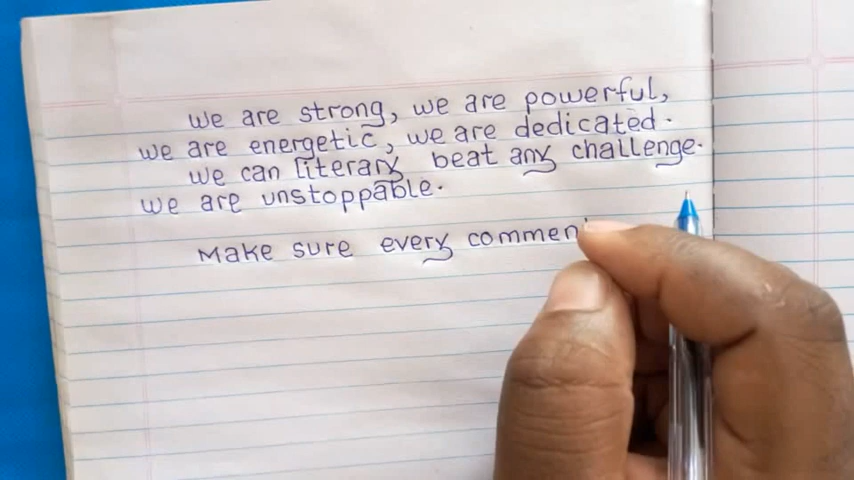 we are strong, we are powerful,
we are energetic, we are dedicated.
we can literary beat any challenge.
we are unstoppable.
Make sure every